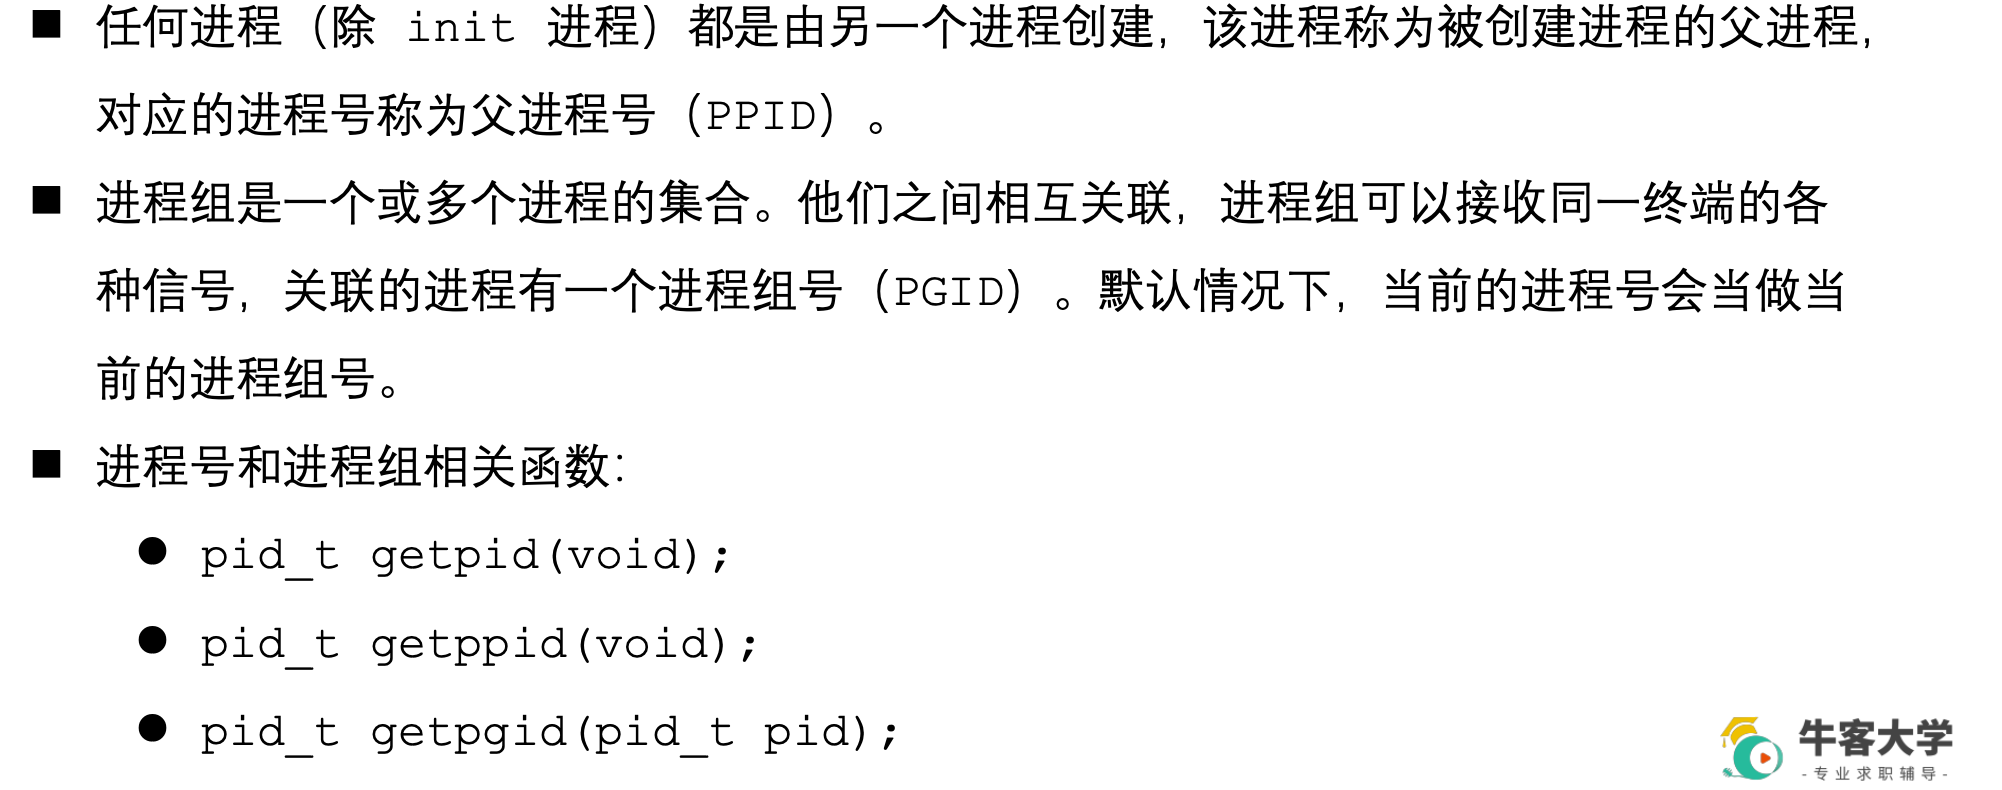 ■ 任何进程（除 init 进程）都是由另一个进程创建，该进程称为被创建进程的父进程，
对应的进程号称为父进程号（PPID）。
■ 进程组是一个或多个进程的集合。他们之间相互关联，进程组可以接收同一终端的各
种信号，关联的进程有一个进程组号（PGID）。默认情况下，当前的进程号会当做当
前的进程组号。
■ 进程号和进程组相关函数：
● pid_t getpid(void);
● pid_t getppid(void);
● pid_t getpgid(pid_t pid);
牛客大学
-专业求职辅导-